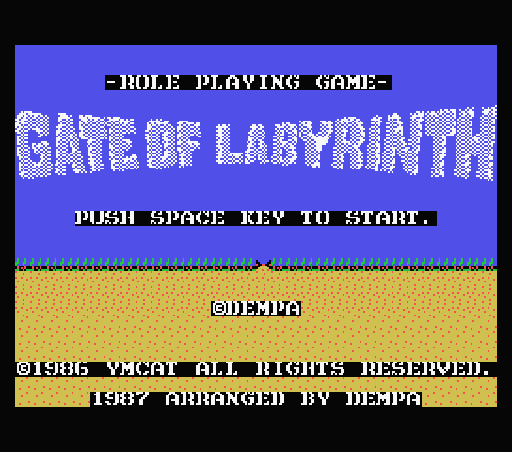 -ROLE PLAYING GAME-
GATE OF LABYRINTH
PUSH SPACE KEY TO START.
©DEMPA
©1986 YMCAT ALL RIGHTS RESERVED.
1987 ARRANGED BY DEMPA